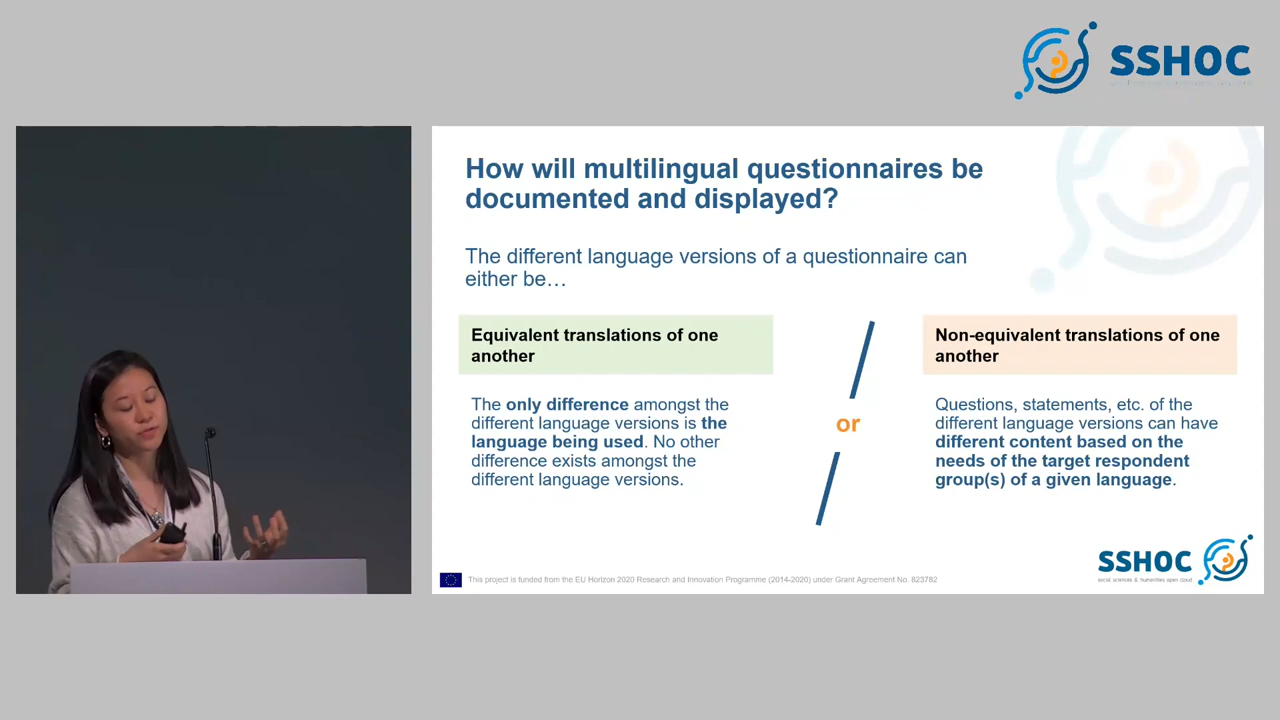 SSHOC
How will multilingual questionnaires be
documented and displayed?
The different language versions of a questionnaire can
either be…
Equivalent translations of one
another
The only difference amongst the
different language versions is the
language being used. No other
difference exists amongst the
different language versions.
or
Non-equivalent translations of one
another
Questions, statements, etc. of the
different language versions can have
different content based on the
needs of the target respondent
group(s) of a given language.
SSHOC
social sciences & humanities open cloud
This project is funded from the EU Horizon 2020 Research and Innovation Programme (2014-2020) under Grant Agreement No. 823782